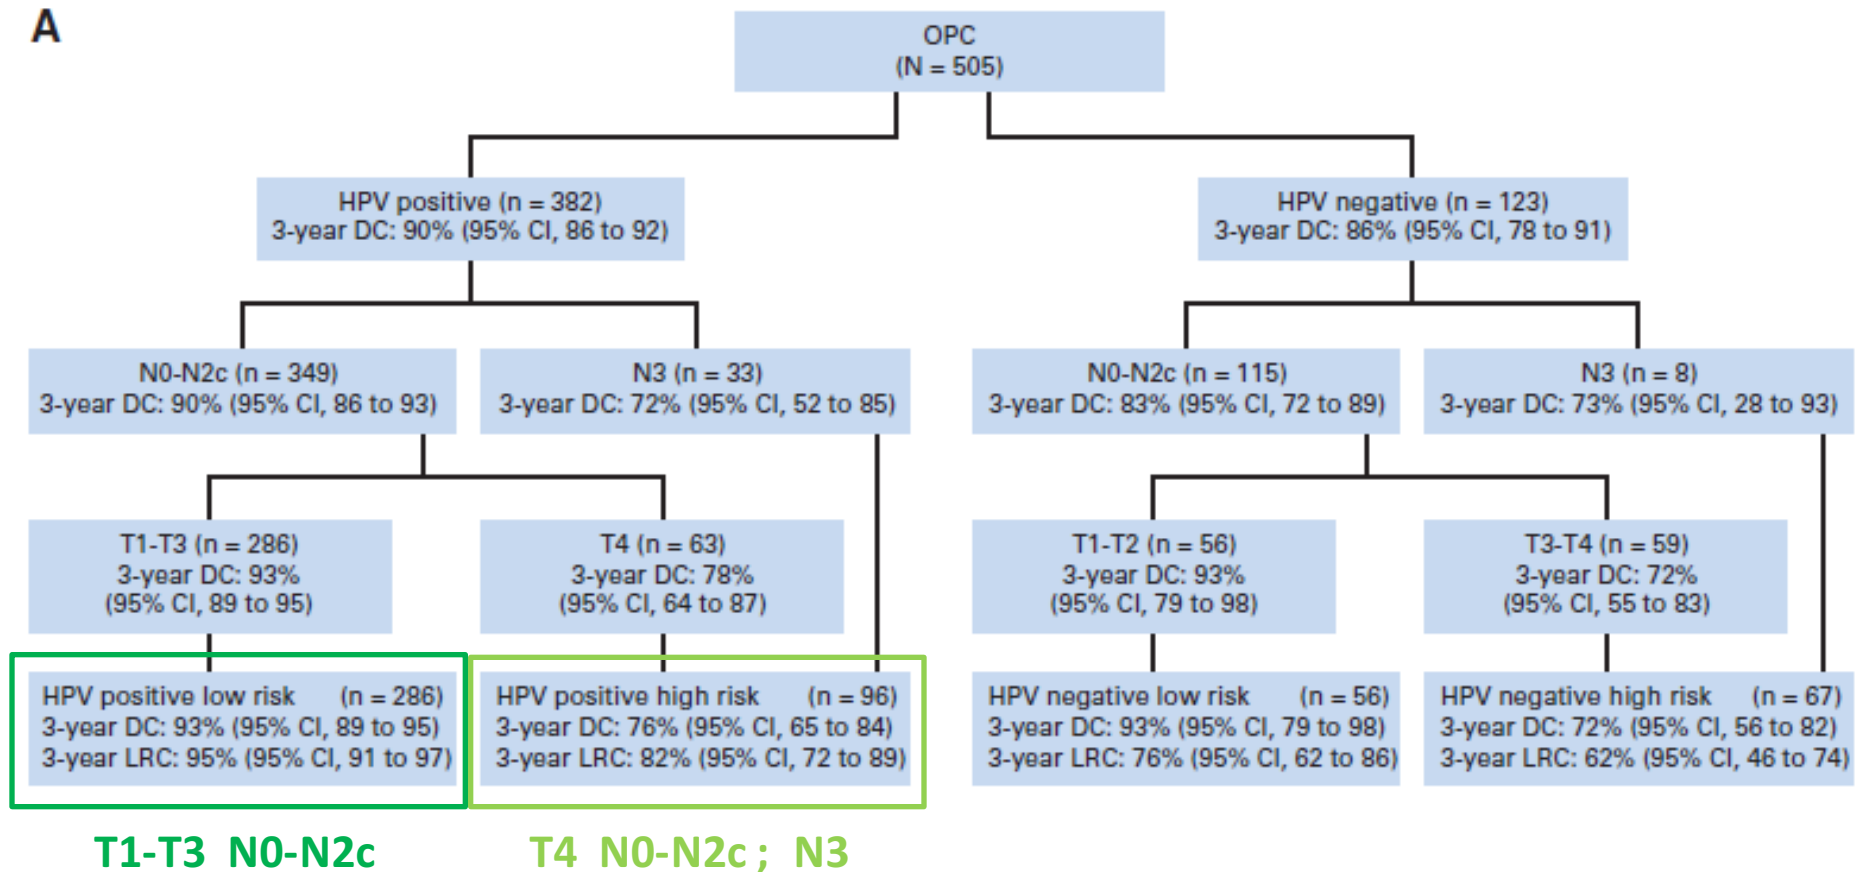 A
OPC
(N = 505)
HPV positive (n = 382)
3-year DC: 90% (95% CI, 86 to 92)
HPV negative (n = 123)
3-year DC: 86% (95% CI, 78 to 91)
N0-N2c (n = 349)
3-year DC: 90% (95% CI, 86 to 93)
N3 (n = 33)
3-year DC: 72% (95% CI, 52 to 85)
N0-N2c (n = 115)
3-year DC: 83% (95% CI, 72 to 89)
N3 (n = 8)
3-year DC: 73% (95% CI, 28 to 93)
T1-T3 (n = 286)
3-year DC: 93%
(95% CI, 89 to 95)
T4 (n = 63)
3-year DC: 78%
(95% CI, 64 to 87)
T1-T2 (n = 56)
3-year DC: 93%
(95% CI, 79 to 98)
T3-T4 (n = 59)
3-year DC: 72%
(95% CI, 55 to 83)
HPV positive low risk (n = 286)
3-year DC: 93% (95% CI, 89 to 95)
3-year LRC: 95% (95% CI, 91 to 97)
HPV positive high risk (n = 96)
3-year DC: 76% (95% CI, 65 to 84)
3-year LRC: 82% (95% CI, 72 to 89)
HPV negative low risk (n = 56)
3-year DC: 93% (95% CI, 79 to 98)
3-year LRC: 76% (95% CI, 62 to 86)
HPV negative high risk (n = 67)
3-year DC: 72% (95% CI, 56 to 82)
3-year LRC: 62% (95% CI, 46 to 74)
T1-T3 N0-N2c
T4 N0-N2c ; N3